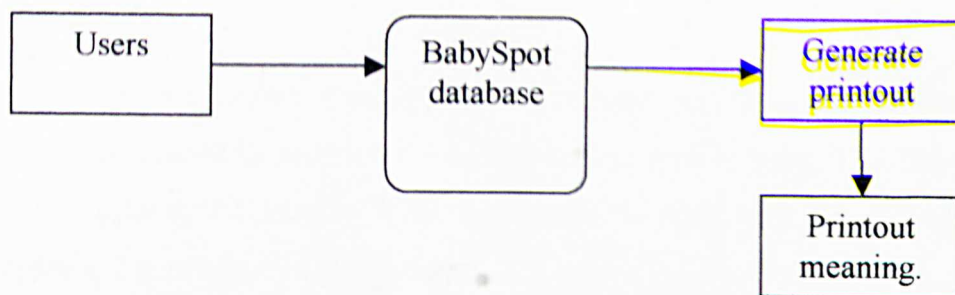 Users
BabySpot
database
Generate
printout
Printout
meaning.